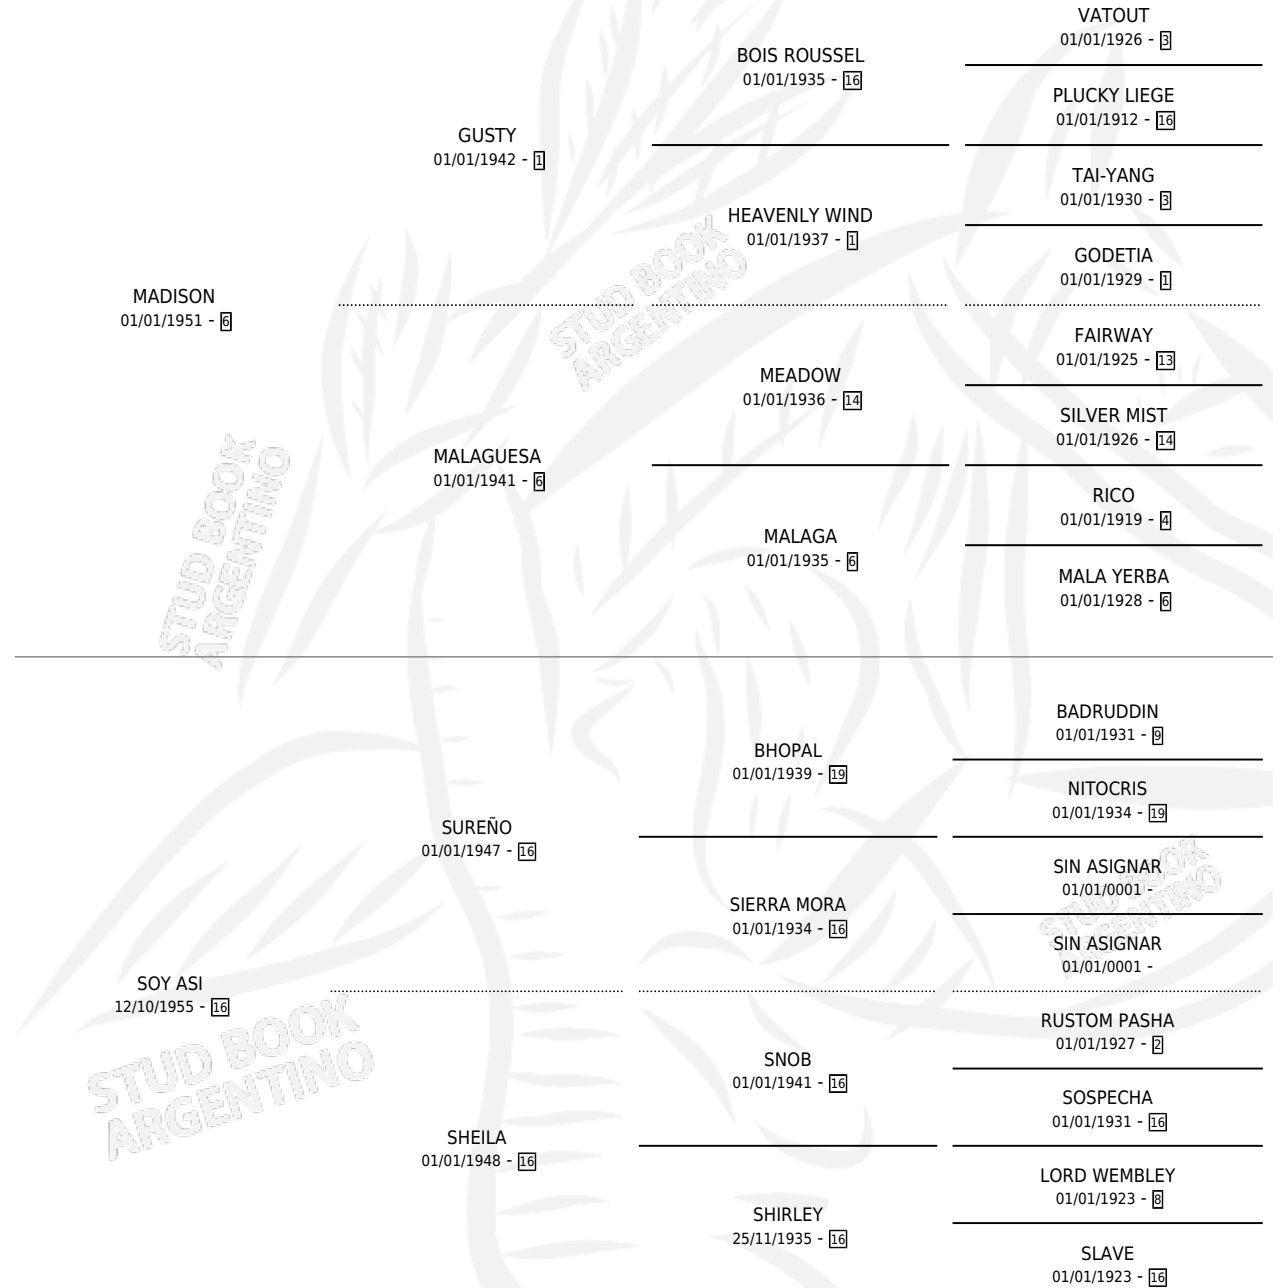 VATOUT
01/01/1926 - 3
BOIS ROUSSEL
01/01/1935 - 16
PLUCKY LIEGE
01/01/1912 - 16
GUSTY
01/01/1942 - 1
TAI-YANG
01/01/1930 - 3
HEAVENLY WIND
01/01/1937 - 1
GODETIA
01/01/1929 - 1
MADISON
01/01/1951 - 6
FAIRWAY
01/01/1925 - 13
MEADOW
01/01/1936 - 14
SILVER MIST
01/01/1926 - 14
MALAGUESA
01/01/1941 - 6
RICO
01/01/1919 - 4
MALAGA
01/01/1935 - 6
MALA YERBA
01/01/1928 - 6
STUD BOOK
ARGENTINO
STUD BOOK
ARGENTINO
BADRUDDIN
01/01/1931 - 9
BHOPAL
01/01/1939 - 19
NITOCRIS
01/01/1934 - 19
SUREÑO
01/01/1947 - 16
SIN ASIGNAR
01/01/0001 -
SIERRA MORA
01/01/1934 - 16
SIN ASIGNAR
01/01/0001 -
STUD BOOK
ARGENTINO
SOY ASI
12/10/1955 - 16
RUSTOM PASHA
01/01/1927 - 2
SNOB
01/01/1941 - 16
SOSPECHA
01/01/1931 - 16
SHEILA
01/01/1948 - 16
LORD WEMBLEY
01/01/1923 - 8
SHIRLEY
25/11/1935 - 16
SLAVE
01/01/1923 - 16
STUD BOOK
ARGENTINO